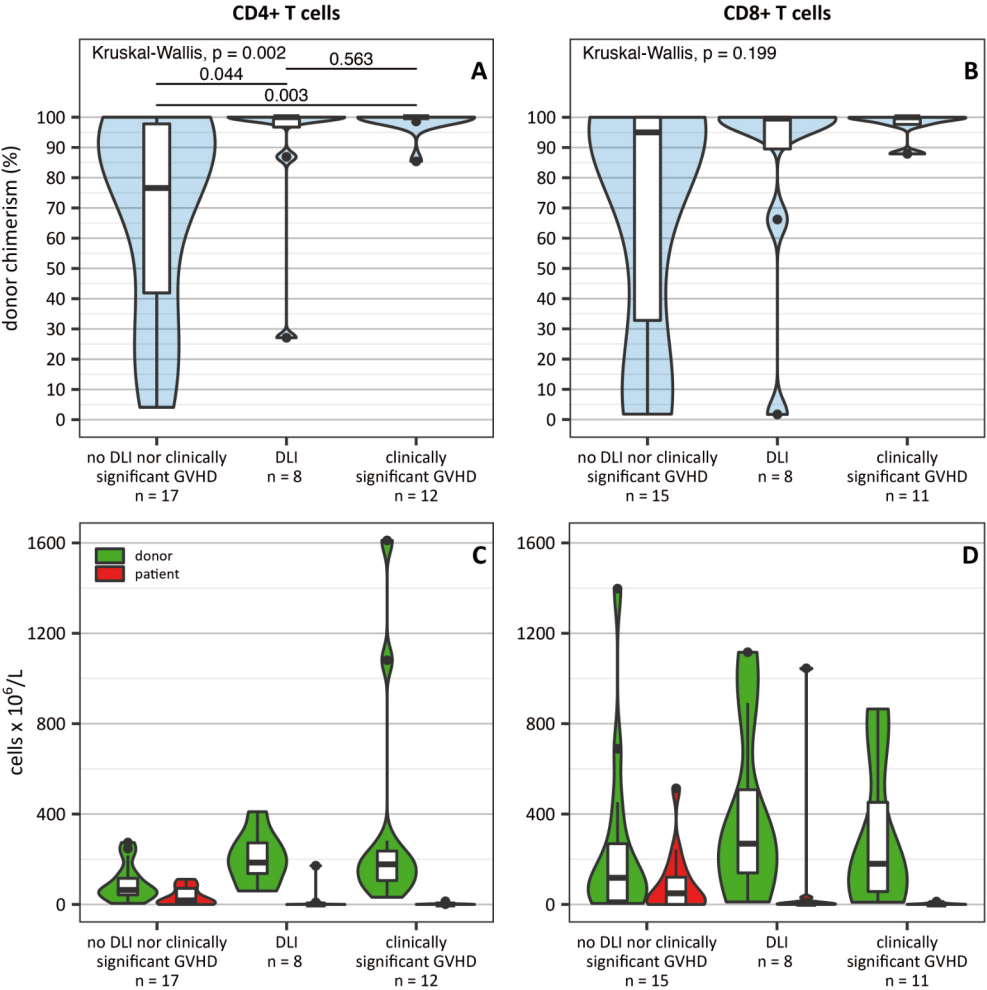 CD4+ T cells
CD8+ T cells
Kruskal-Wallis, p = 0.002
0.563
A
0.044
0.003
donor chimerism (%)
100
90
80
70
60
50
40
30
20
10
0
no DLI nor clinically
significant GVHD
n = 17
DLI
n = 8
clinically
significant GVHD
n = 12
Kruskal-Wallis, p = 0.199
B
100
90
80
70
60
50
40
30
20
10
0
no DLI nor clinically
significant GVHD
n = 15
DLI
n = 8
clinically
significant GVHD
n = 11
C
donor
patient
cells x 10⁶/L
1600
1200
800
400
0
no DLI nor clinically
significant GVHD
n = 17
DLI
n = 8
clinically
significant GVHD
n = 12
D
1600
1200
800
400
0
no DLI nor clinically
significant GVHD
n = 15
DLI
n = 8
clinically
significant GVHD
n = 11